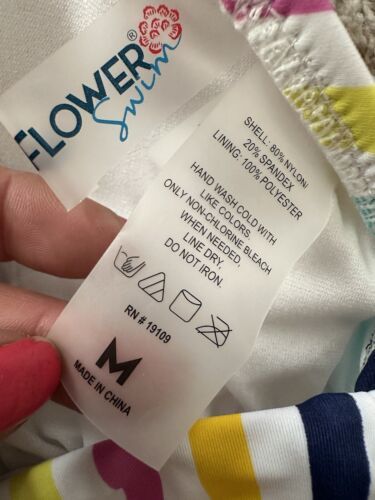 FLOWER®
Swim
SHELL: 80% NYLON/
20% SPANDEX
LINING: 100% POLYESTER
HAND WASH COLD WITH
LIKE COLORS
ONLY NON-CHLORINE BLEACH
WHEN NEEDED.
LINE DRY,
DO NOT IRON.
RN # 19109
M
MADE IN CHINA